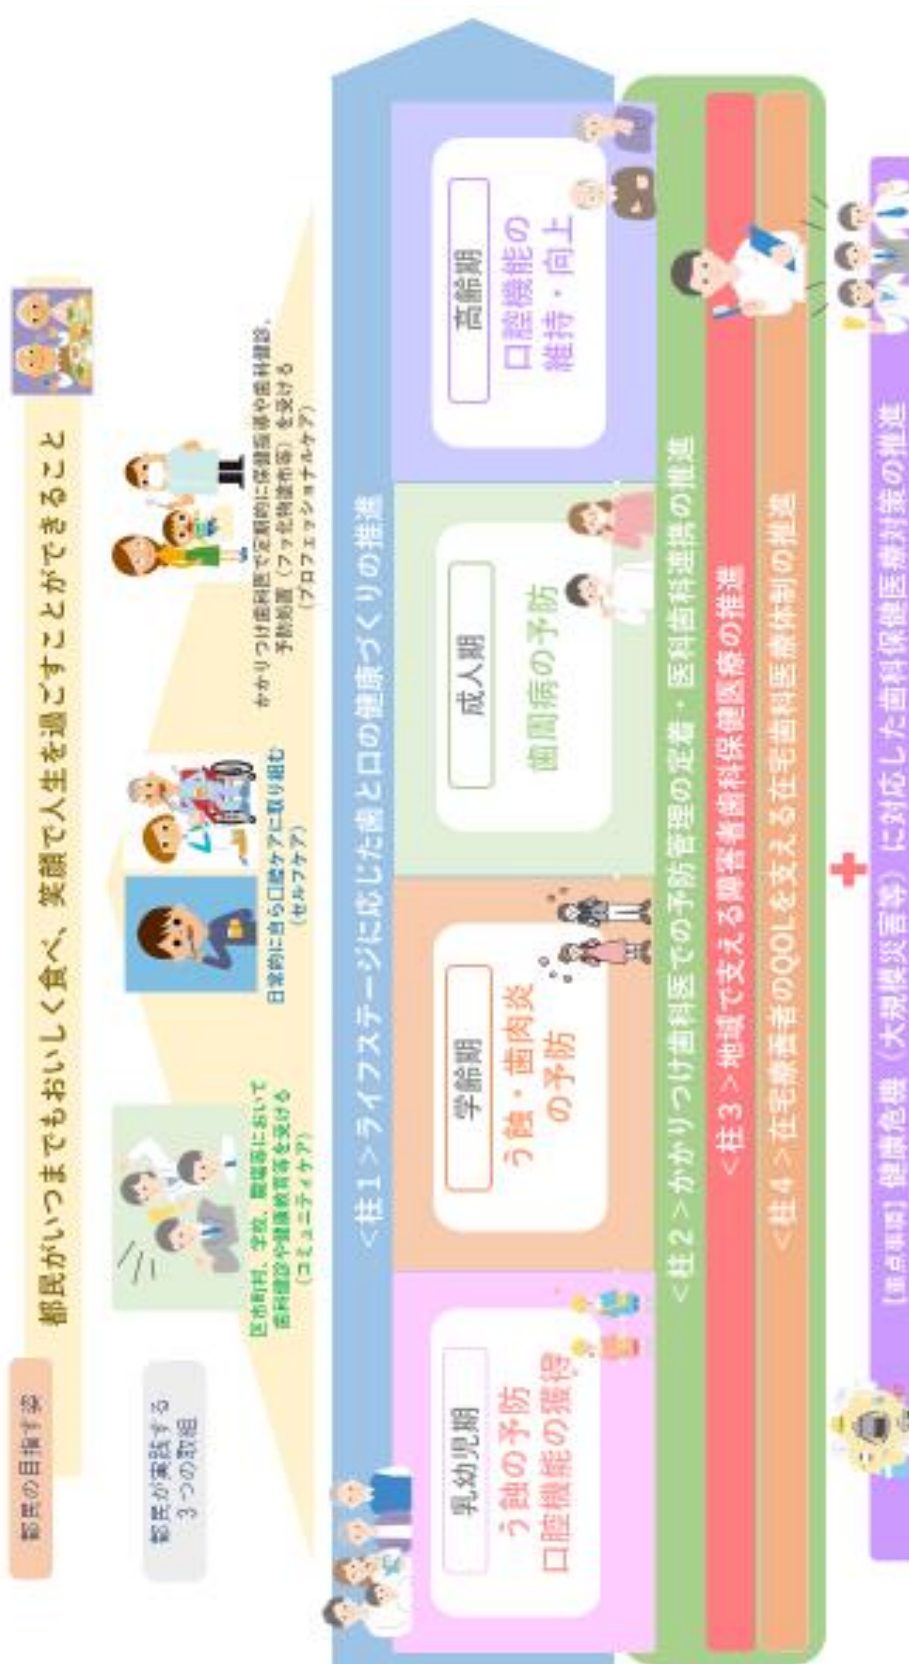 都民の目指す姿
都民がいつまでもおいしく食べ、笑顔で人生を過ごすことができること
都民が実践する
3つの取組
区市町村、学校、職場等において
歯科健診や健康教育等を受ける
(コミュニティケア)
日常的に自ら口腔ケアに取り組む
(セルフケア)
かかりつけ歯科医で定期的に保健指導や歯科健診、
予防処置(フッ化物塗布等)を受ける
(プロフェッショナルケア)
<柱1>ライフステージに応じた歯と口の健康づくりの推進
乳幼児期
う蝕の予防
口腔機能の獲得
学齢期
う蝕・歯肉炎
の予防
成人期
歯周病の予防
高齢期
口腔機能の
維持・向上
<柱2>かかりつけ歯科医での予防管理の定着・医科歯科連携の推進
<柱3>地域で支える障害者歯科保健医療の推進
<柱4>在宅療養者のQOLを支える在宅歯科医療体制の推進
+
【重点事項】健康危機(大規模災害等)に対応した歯科保健医療対策の推進